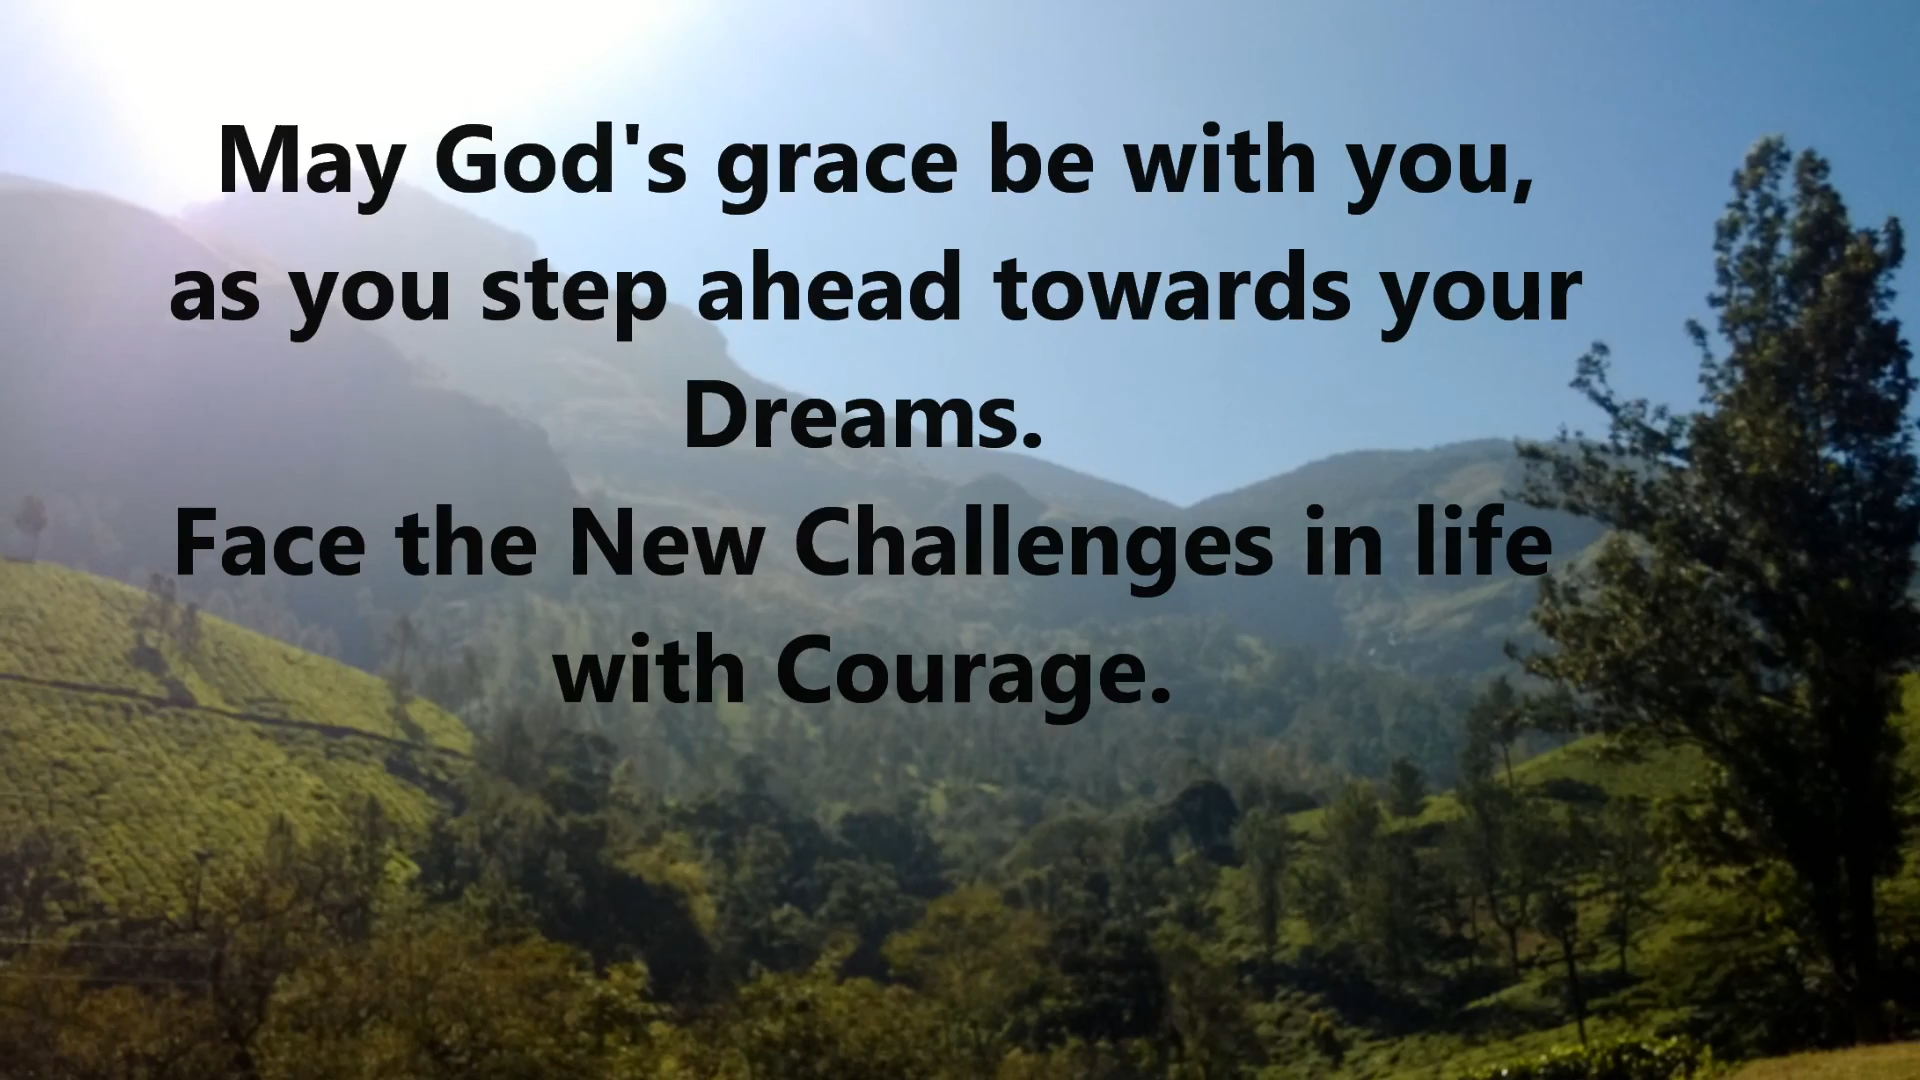 May God's grace be with you,
as you step ahead towards your
Dreams.
Face the New Challenges in life
with Courage.